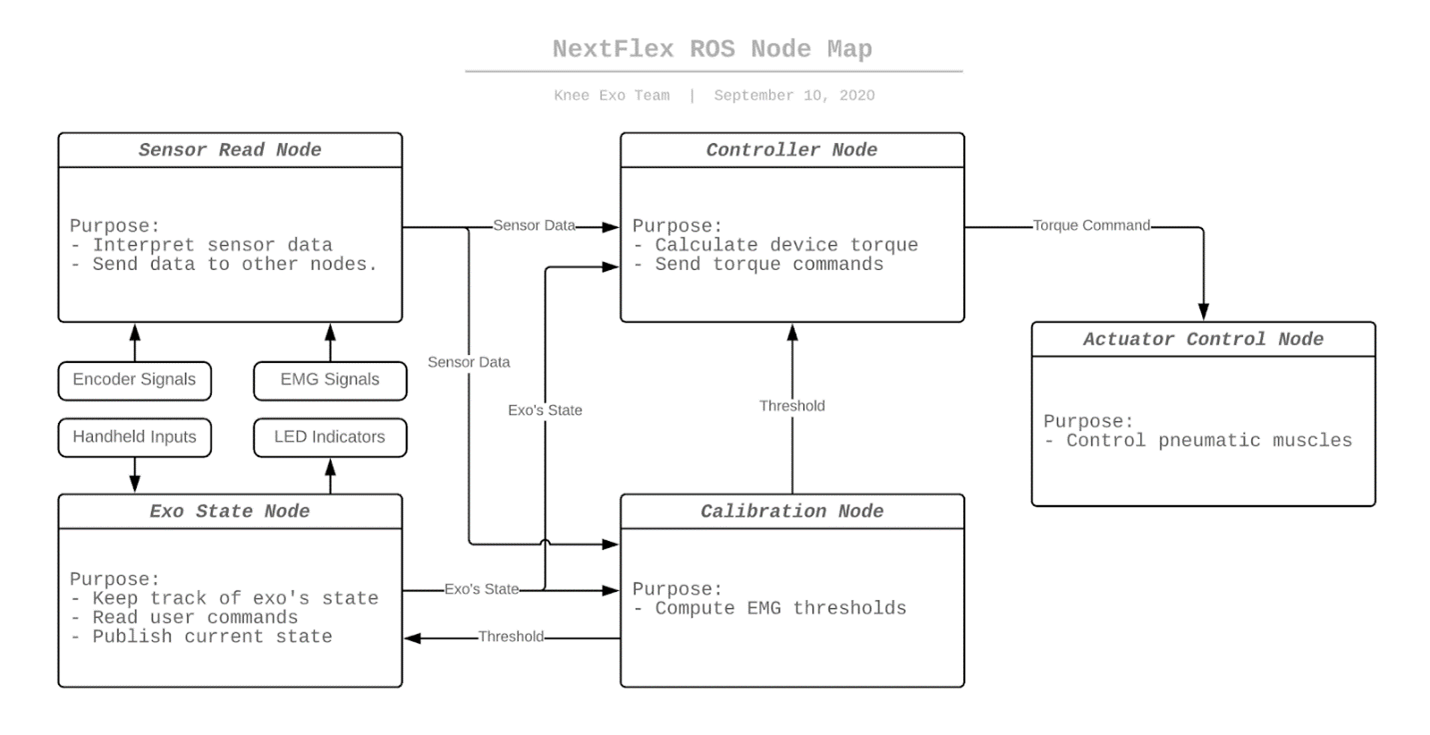 NextFlex ROS Node Map
Knee Exo Team | September 10, 2020
Sensor Read Node
Purpose:
- Interpret sensor data
- Send data to other nodes.
Encoder Signals
EMG Signals
Handheld Inputs
LED Indicators
Exo State Node
Purpose:
- Keep track of exo's state
- Read user commands
- Publish current state
Sensor Data
Sensor Data
Exo's State
Exo's State
Threshold
Controller Node
Purpose:
- Calculate device torque
- Send torque commands
Threshold
Calibration Node
Purpose:
- Compute EMG thresholds
Torque Command
Actuator Control Node
Purpose:
- Control pneumatic muscles